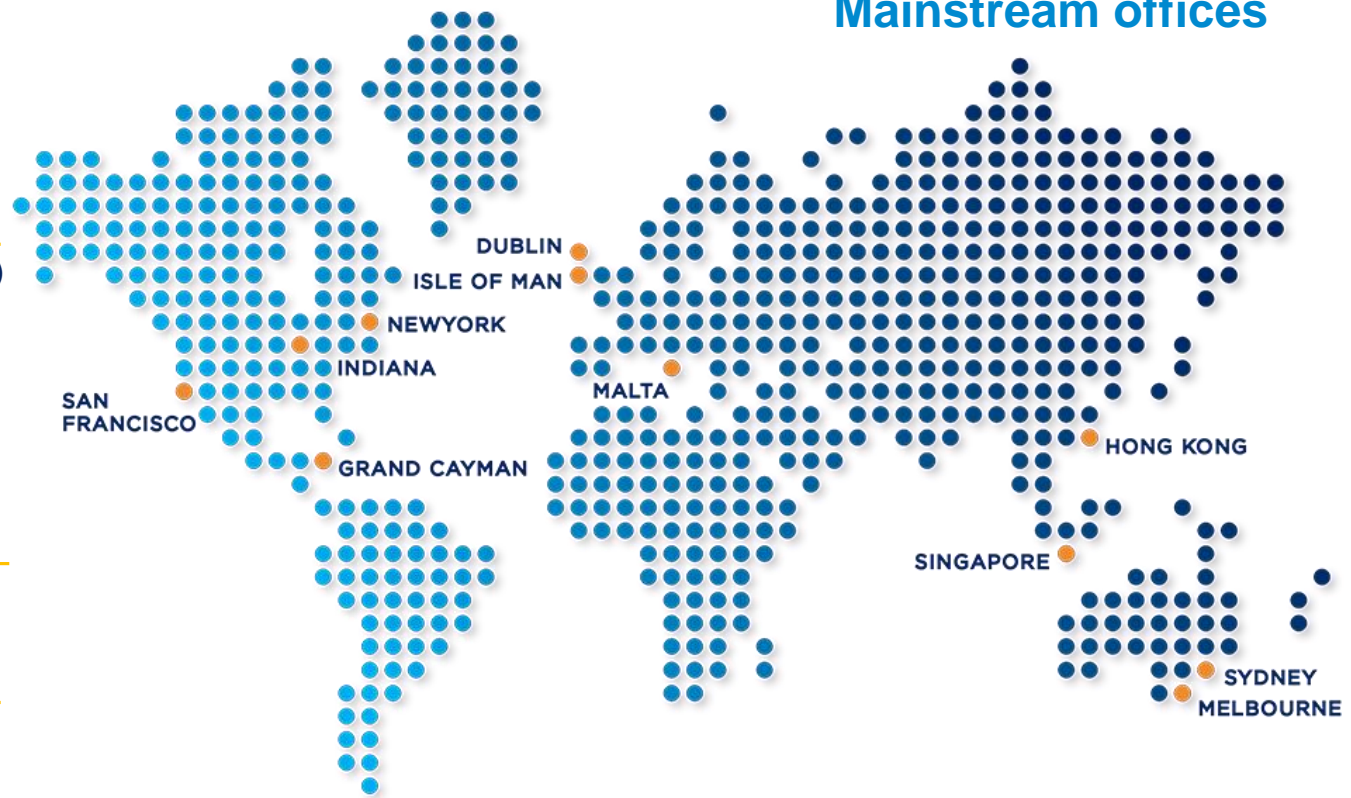 Mainstream offices
DUBLIN
ISLE OF MAN
NEWYORK
INDIANA
SAN
FRANCISCO
MALTA
GRAND CAYMAN
HONG KONG
SINGAPORE
SYDNEY
MELBOURNE